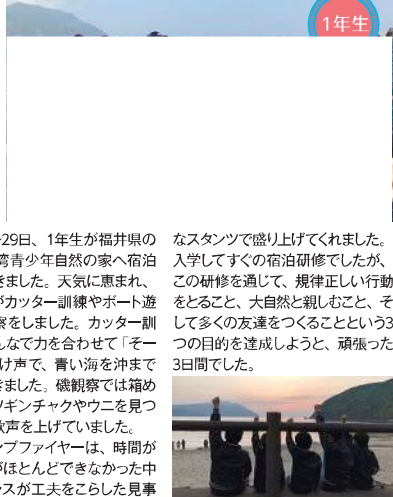 1年生
29日、1年生が福井県の
湾青少年自然の家へ宿泊
きました。天気に恵まれ、
がカッター訓練やボート遊
察をしました。カッター訓
んなで力を合わせて「そー
け声で、青い海を沖まで
きました。磯観察では箱め
ソギンチャクやウニを見つ
歓声を上げていました。
ンプファイヤーは、時間が
がほとんどできなかった中
スが工夫をこらした見事
なスタンツで盛り上げてくれました。
入学してすぐの宿泊研修でしたが、
この研修を通じて、規律正しい行動
をとること、大自然と親しむこと、そ
して多くの友達をつくることという3
つの目的を達成しようと、頑張った
3日間でした。